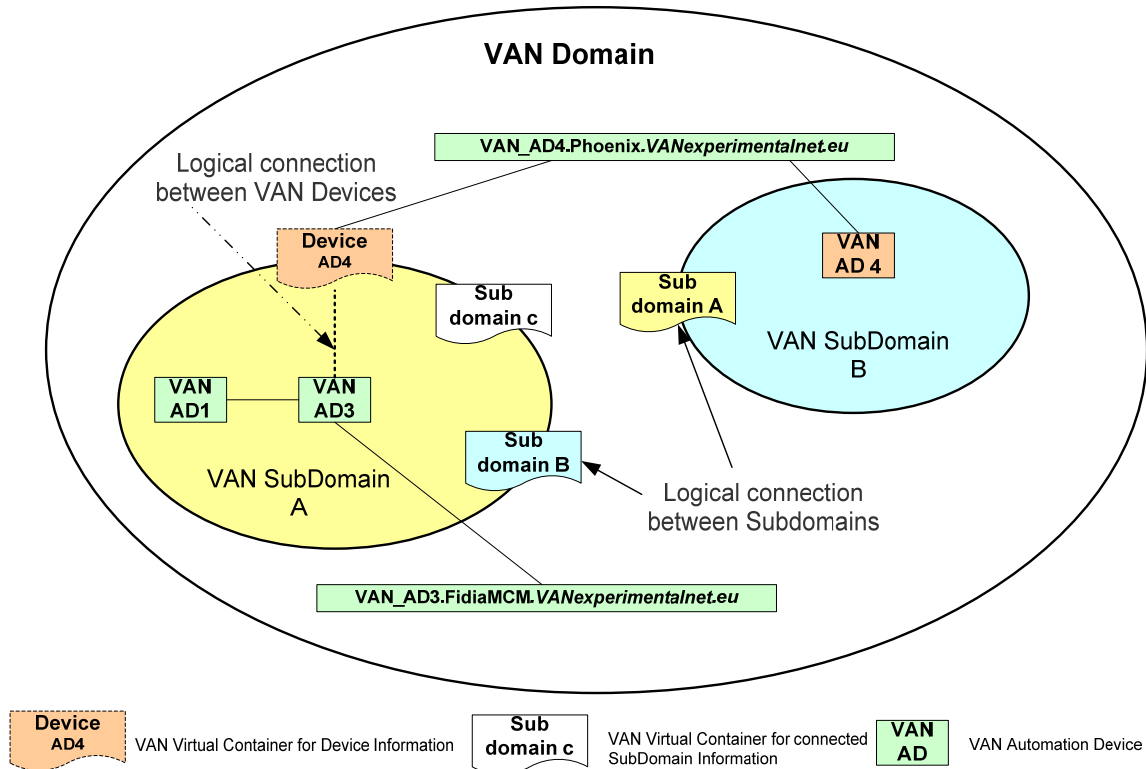 VAN Domain
VAN_AD4.Phoenix.VANexperimentalnet.eu
Logical connection
between VAN Devices
Device
AD4
VAN
AD 4
Sub
domain c
Sub
domain A
VAN SubDomain
B
VAN
AD1
VAN
AD3
Sub
domain B
VAN SubDomain
A
Logical connection
between Subdomains
VAN_AD3.FidiaMCM.VANexperimentalnet.eu
Device
AD4
VAN Virtual Container for Device Information
Sub
domain c
VAN Virtual Container for connected
SubDomain Information
VAN
AD
VAN Automation Device